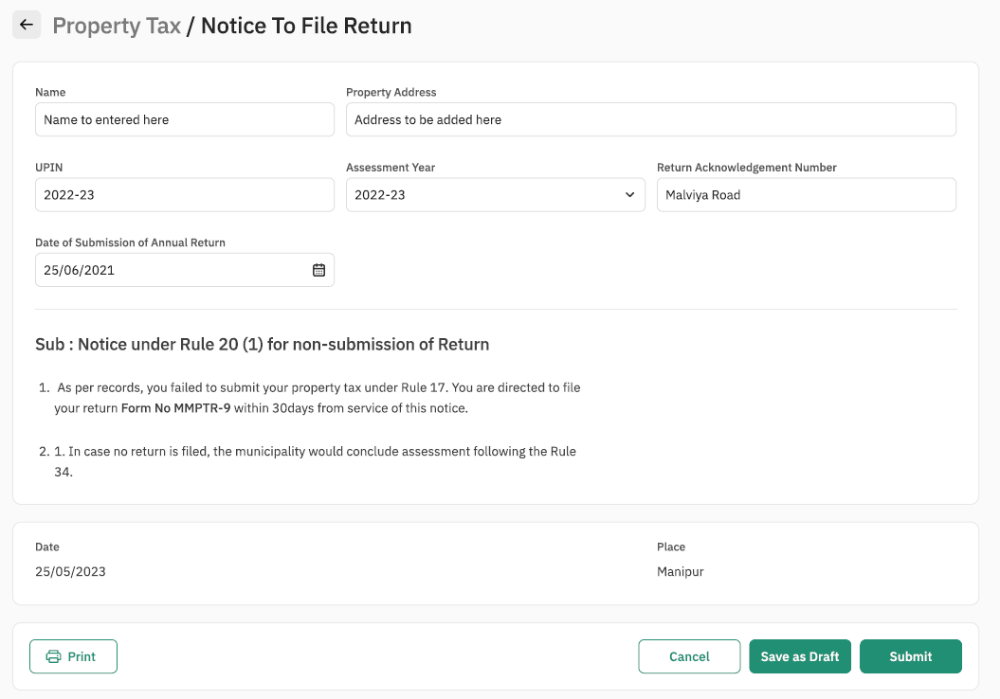 Property Tax / Notice To File Return
Name
Property Address
Name to entered here
Address to be added here
UPIN
Assessment Year
Return Acknowledgement Number
2022-23
2022-23
Malviya Road
Date of Submission of Annual Return
25/06/2021
Sub : Notice under Rule 20 (1) for non-submission of Return
1. As per records, you failed to submit your property tax under Rule 17. You are directed to file
your return Form No MMPTR-9 within 30days from service of this notice.
2. 1. In case no return is filed, the municipality would conclude assessment following the Rule
34.
Date
Place
25/05/2023
Manipur
Print
Cancel
Save as Draft
Submit